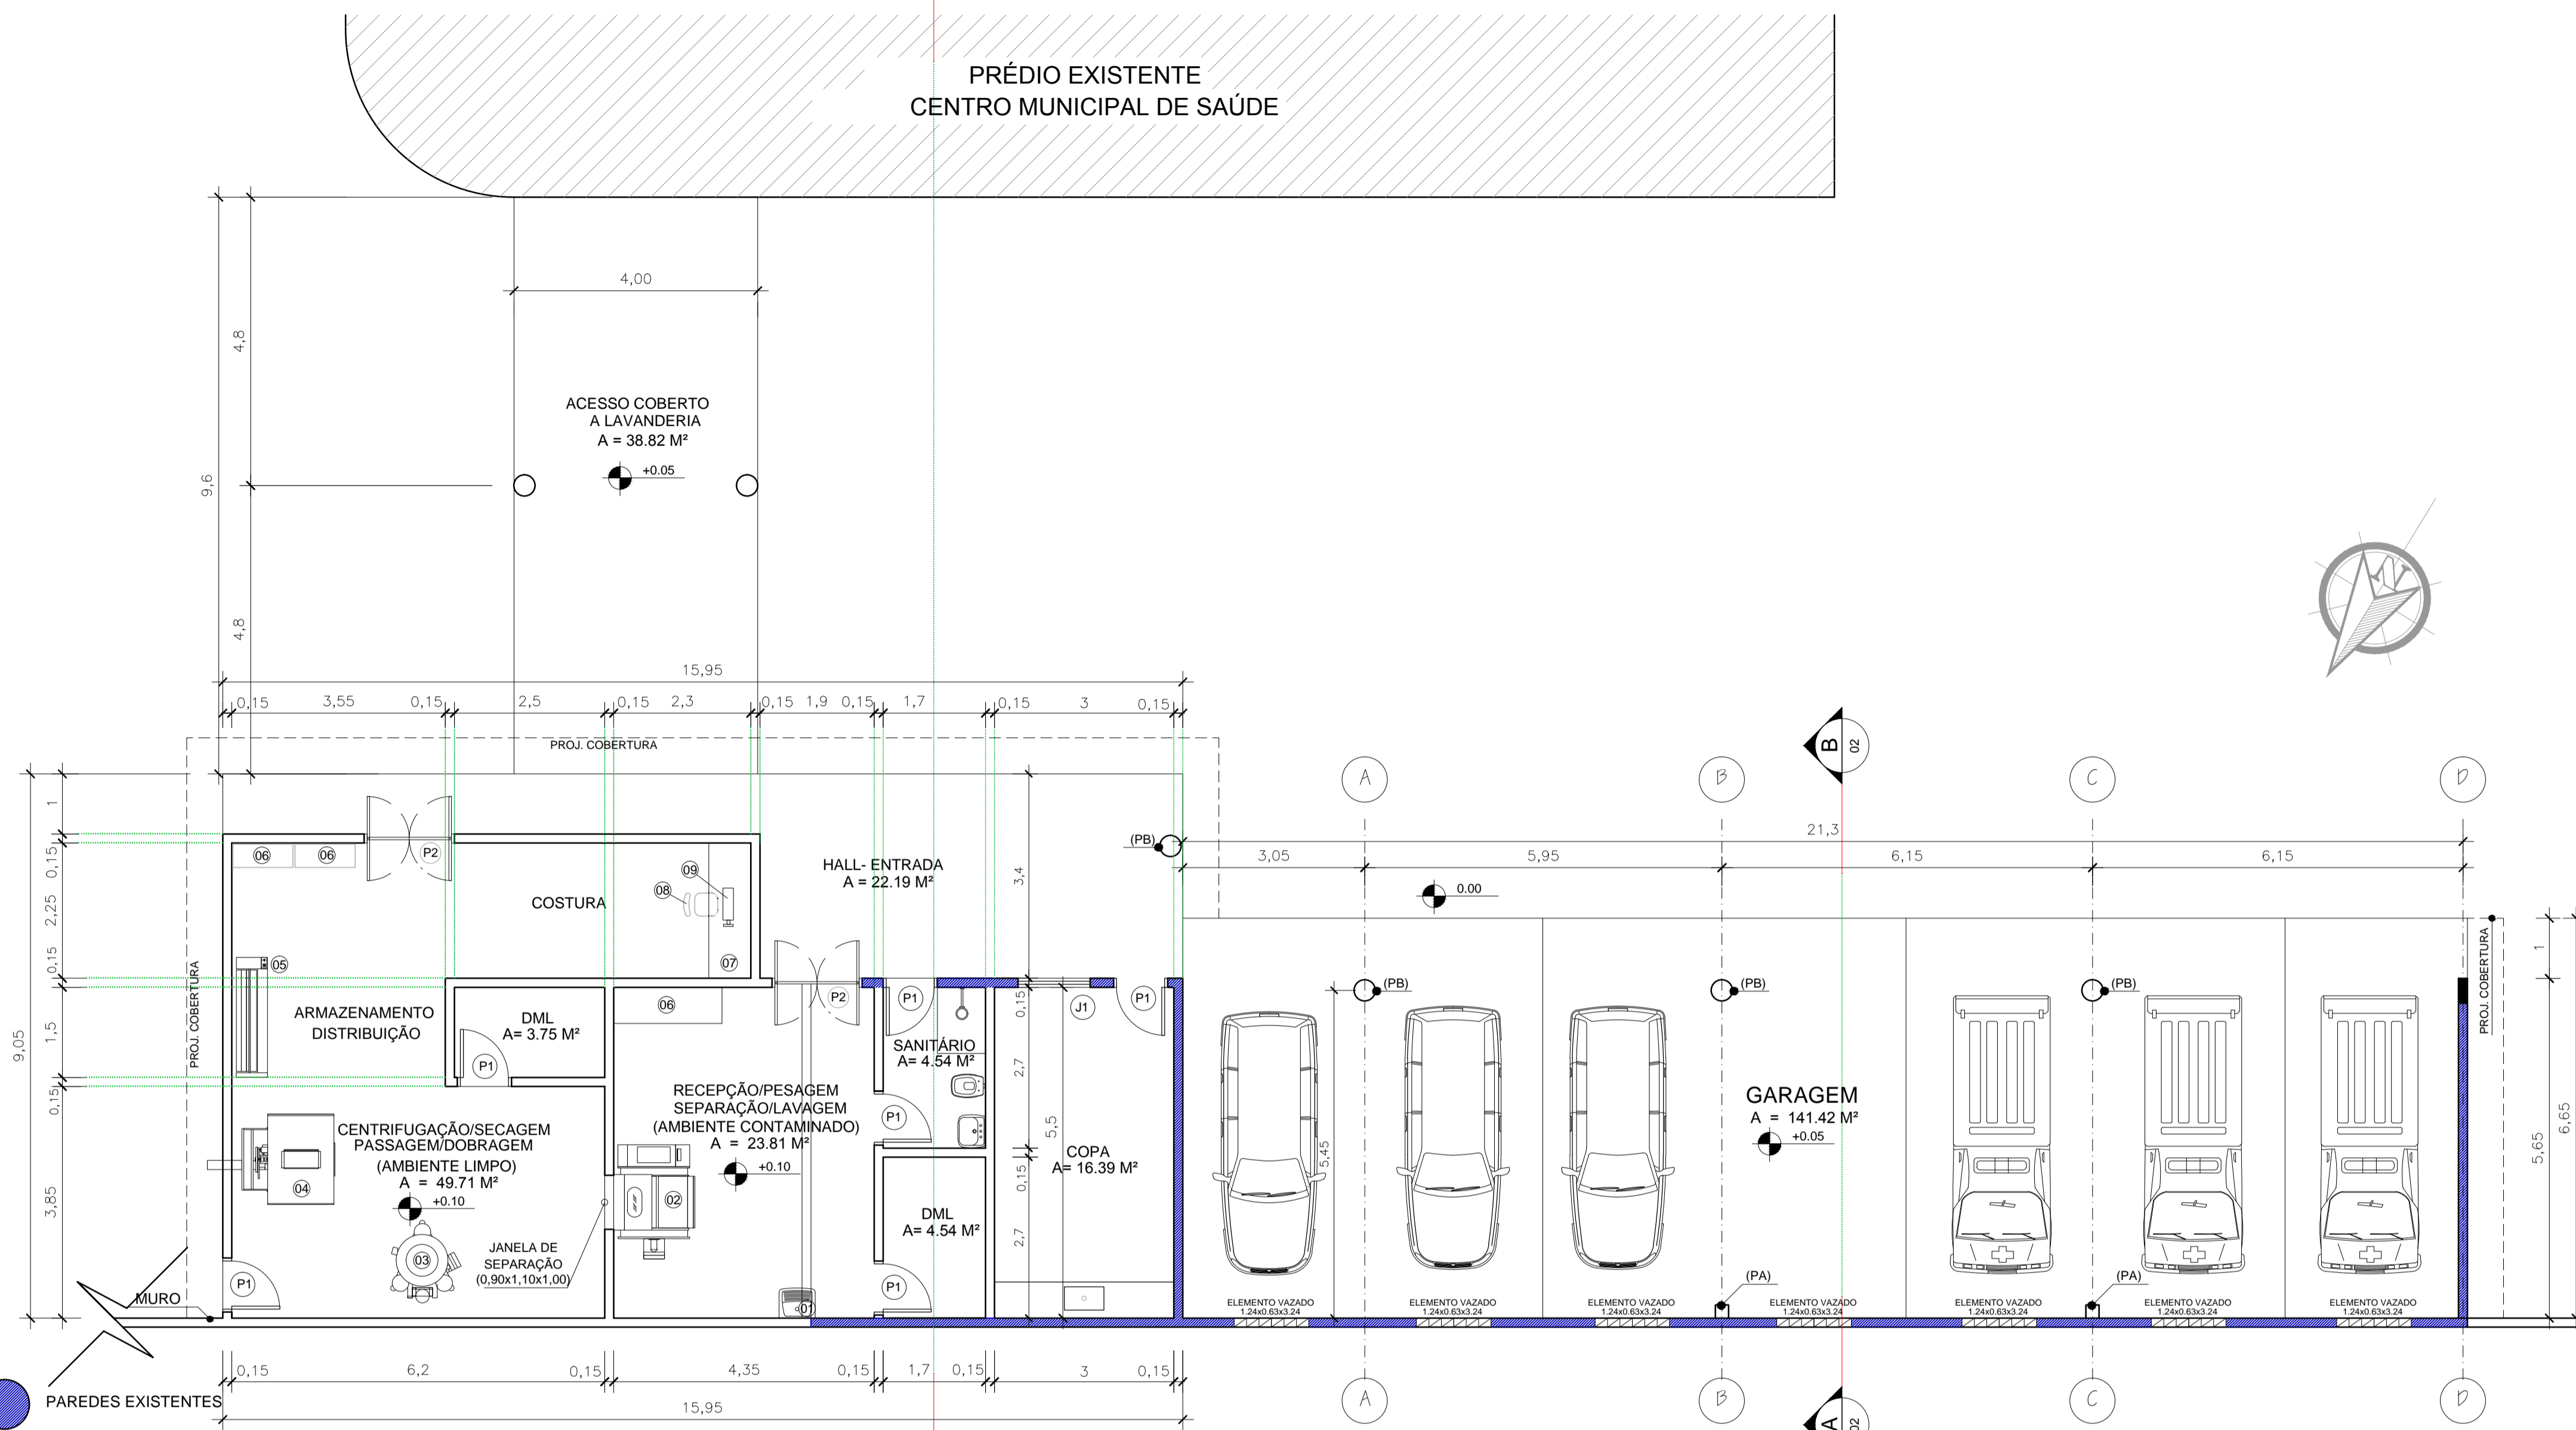 PRÉDIO EXISTENTE
CENTRO MUNICIPAL DE SAÚDE
4,00
4,8
9,6
4,8
ACESSO COBERTO
A LAVANDERIA
A = 38.82 M²
+0.05
N
15,95
0,15
3,55
0,15
2,5
0,15
2,3
0,15
1,9
0,15
1,7
0,15
3
0,15
PROJ. COBERTURA
B
02
A
B
C
D
21,3
3,05
5,95
6,15
6,15
0.00
9,05
1
0,15
2,25
0,15
1,5
0,15
3,85
PROJ. COBERTURA
06
06
P2
COSTURA
08
09
07
05
HALL- ENTRADA
A = 22.19 M²
(PB)
3,4
ARMAZENAMENTO
DISTRIBUIÇÃO
DML
A= 3.75 M²
P1
06
P2
P1
SANITÁRIO
A= 4.54 M²
P1
0,15
J1
P1
2,7
5,5
0,15
2,7
COPA
A= 16.39 M²
RECEPÇÃO/PESAGEM
SEPARAÇÃO/LAVAGEM
(AMBIENTE CONTAMINADO)
A = 23.81 M²
+0.10
CENTRIFUGAÇÃO/SECAGEM
PASSAGEM/DOBRAGEM
(AMBIENTE LIMPO)
A = 49.71 M²
+0.10
04
02
03
DML
A= 4.54 M²
JANELA DE
SEPARAÇÃO
(0,90x1,10x1,00)
P1
P1
01
MURO
(PB)
(PB)
(PB)
5,45
GARAGEM
A = 141.42 M²
+0.05
(PA)
(PA)
PROJ. COBERTURA
1
5,65
6,65
ELEMENTO VAZADO
1.24x0.63x3.24
ELEMENTO VAZADO
1.24x0.63x3.24
ELEMENTO VAZADO
1.24x0.63x3.24
ELEMENTO VAZADO
1.24x0.63x3.24
ELEMENTO VAZADO
1.24x0.63x3.24
ELEMENTO VAZADO
1.24x0.63x3.24
ELEMENTO VAZADO
1.24x0.63x3.24
0,15
6,2
0,15
4,35
0,15
1,7
0,15
3
0,15
15,95
PAREDES EXISTENTES
A
B
C
D
A
02